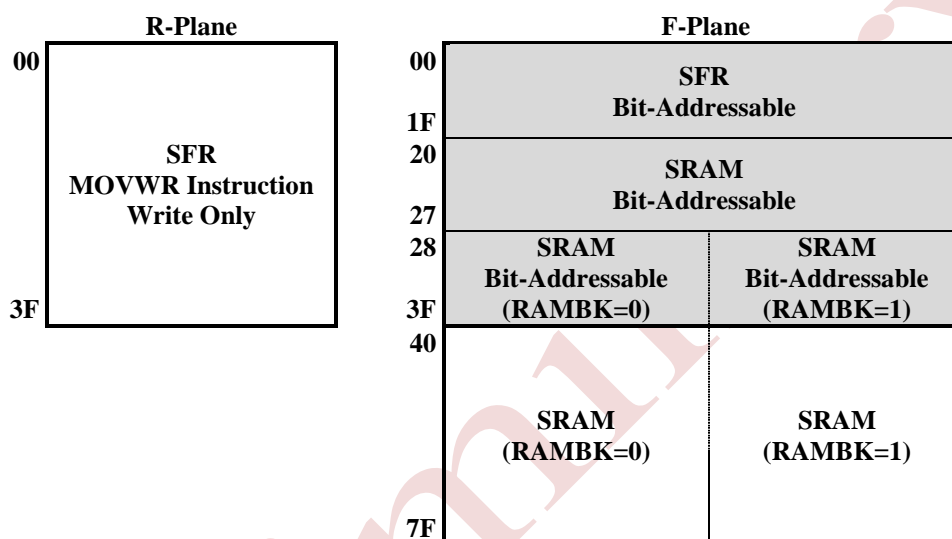 R-Plane
00
SFR
MOVWR Instruction
Write Only
3F
F-Plane
00
SFR
Bit-Addressable
1F
20
SRAM
Bit-Addressable
27
28
SRAM
Bit-Addressable
(RAMBK=0)
SRAM
Bit-Addressable
(RAMBK=1)
3F
40
SRAM
(RAMBK=0)
SRAM
(RAMBK=1)
7F